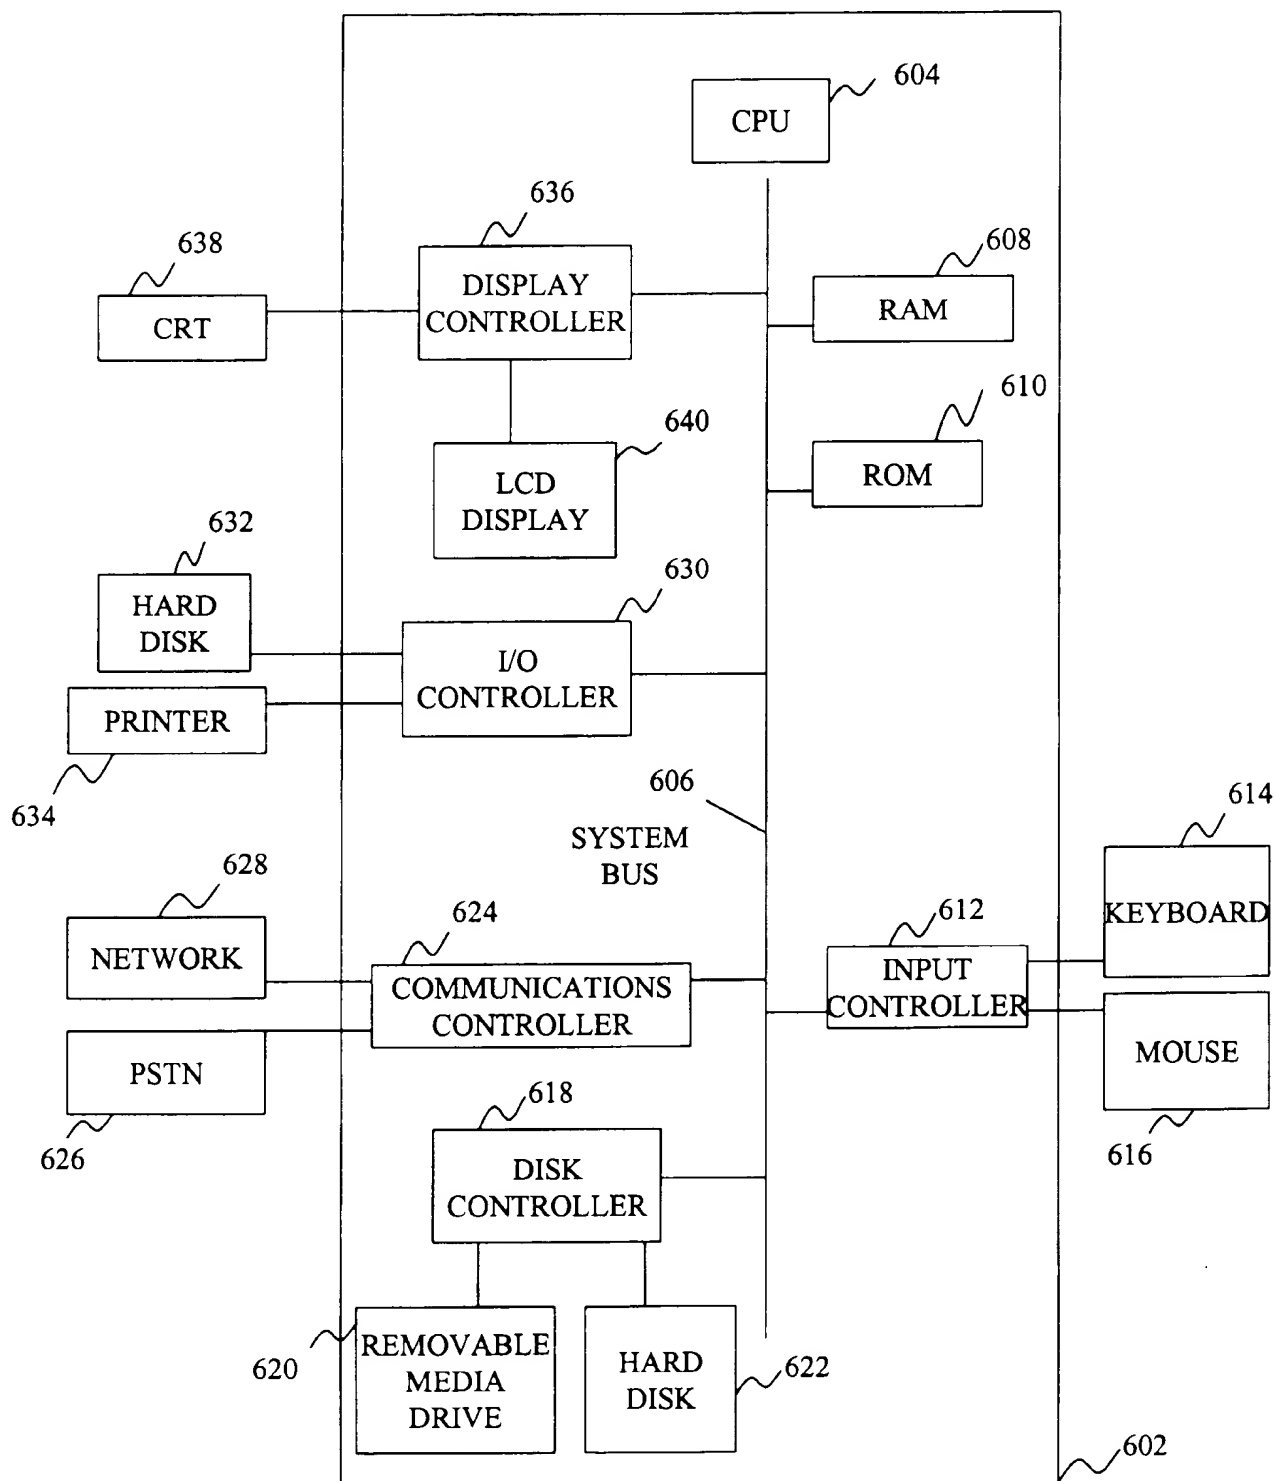 604
CPU
636
638
608
DISPLAY
CONTROLLER
RAM
CRT
610
640
ROM
LCD
DISPLAY
632
630
HARD
DISK
I/O
CONTROLLER
PRINTER
634
606
614
SYSTEM
BUS
628
624
612
KEYBOARD
NETWORK
COMMUNICATIONS
CONTROLLER
INPUT
CONTROLLER
PSTN
MOUSE
626
618
616
DISK
CONTROLLER
620
REMOVABLE
MEDIA
DRIVE
HARD
DISK
622
602